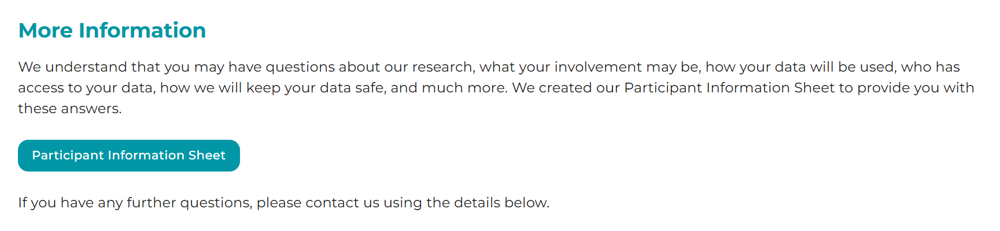 More Information
We understand that you may have questions about our research, what your involvement may be, how your data will be used, who has
access to your data, how we will keep your data safe, and much more. We created our Participant Information Sheet to provide you with
these answers.
Participant Information Sheet
If you have any further questions, please contact us using the details below.